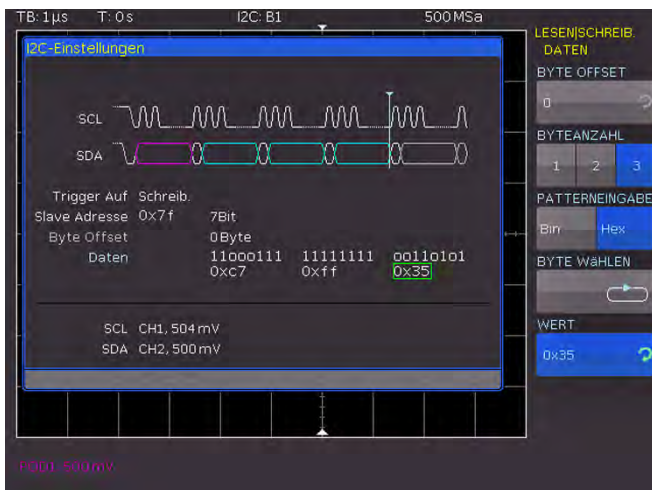 TB: 1µs T: 0 s I2C: B1 500 MSa
LESEN|SCHREIB.
DATEN
I2C-Einstellungen
BYTE OFFSET
0
SCL
BYTEANZAHL
SDA
1 2 3
Trigger Auf Schreib.
PATTERNEINGABE
Slave Adresse 0x7f 7Bit
Byte Offset 0Byte
Bin Hex
Daten 11000111 11111111 00110101
0xc7 0xff 0x35
BYTE WäHLEN
SCL CH1, 504 mV
WERT
SDA CH2, 500 mV
0x35